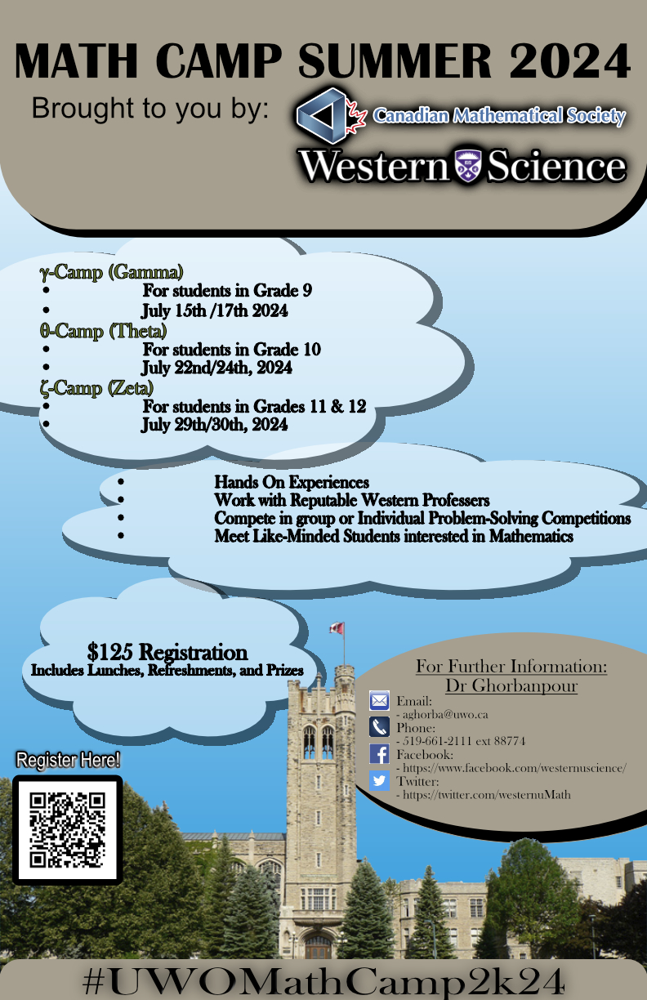 MATH CAMP SUMMER 2024
Brought to you by:
Canadian Mathematical Society
Western Science
γ-Camp (Gamma)
• For students in Grade 9
• July 15th /17th 2024
θ-Camp (Theta)
• For students in Grade 10
• July 22nd/24th, 2024
ζ-Camp (Zeta)
• For students in Grades 11 & 12
• July 29th/30th, 2024
• Hands On Experiences
• Work with Reputable Western Professers
• Compete in group or Individual Problem-Solving Competitions
• Meet Like-Minded Students interested in Mathematics
$125 Registration
Includes Lunches, Refreshments, and Prizes
For Further Information:
Dr Ghorbanpour
Email:
- aghorba@uwo.ca
Phone:
- 519-661-2111 ext 88774
Facebook:
- https://www.facebook.com/westernuscience/
Twitter:
- https://twitter.com/westernuMath
Register Here!
#UWOMathCamp2k24